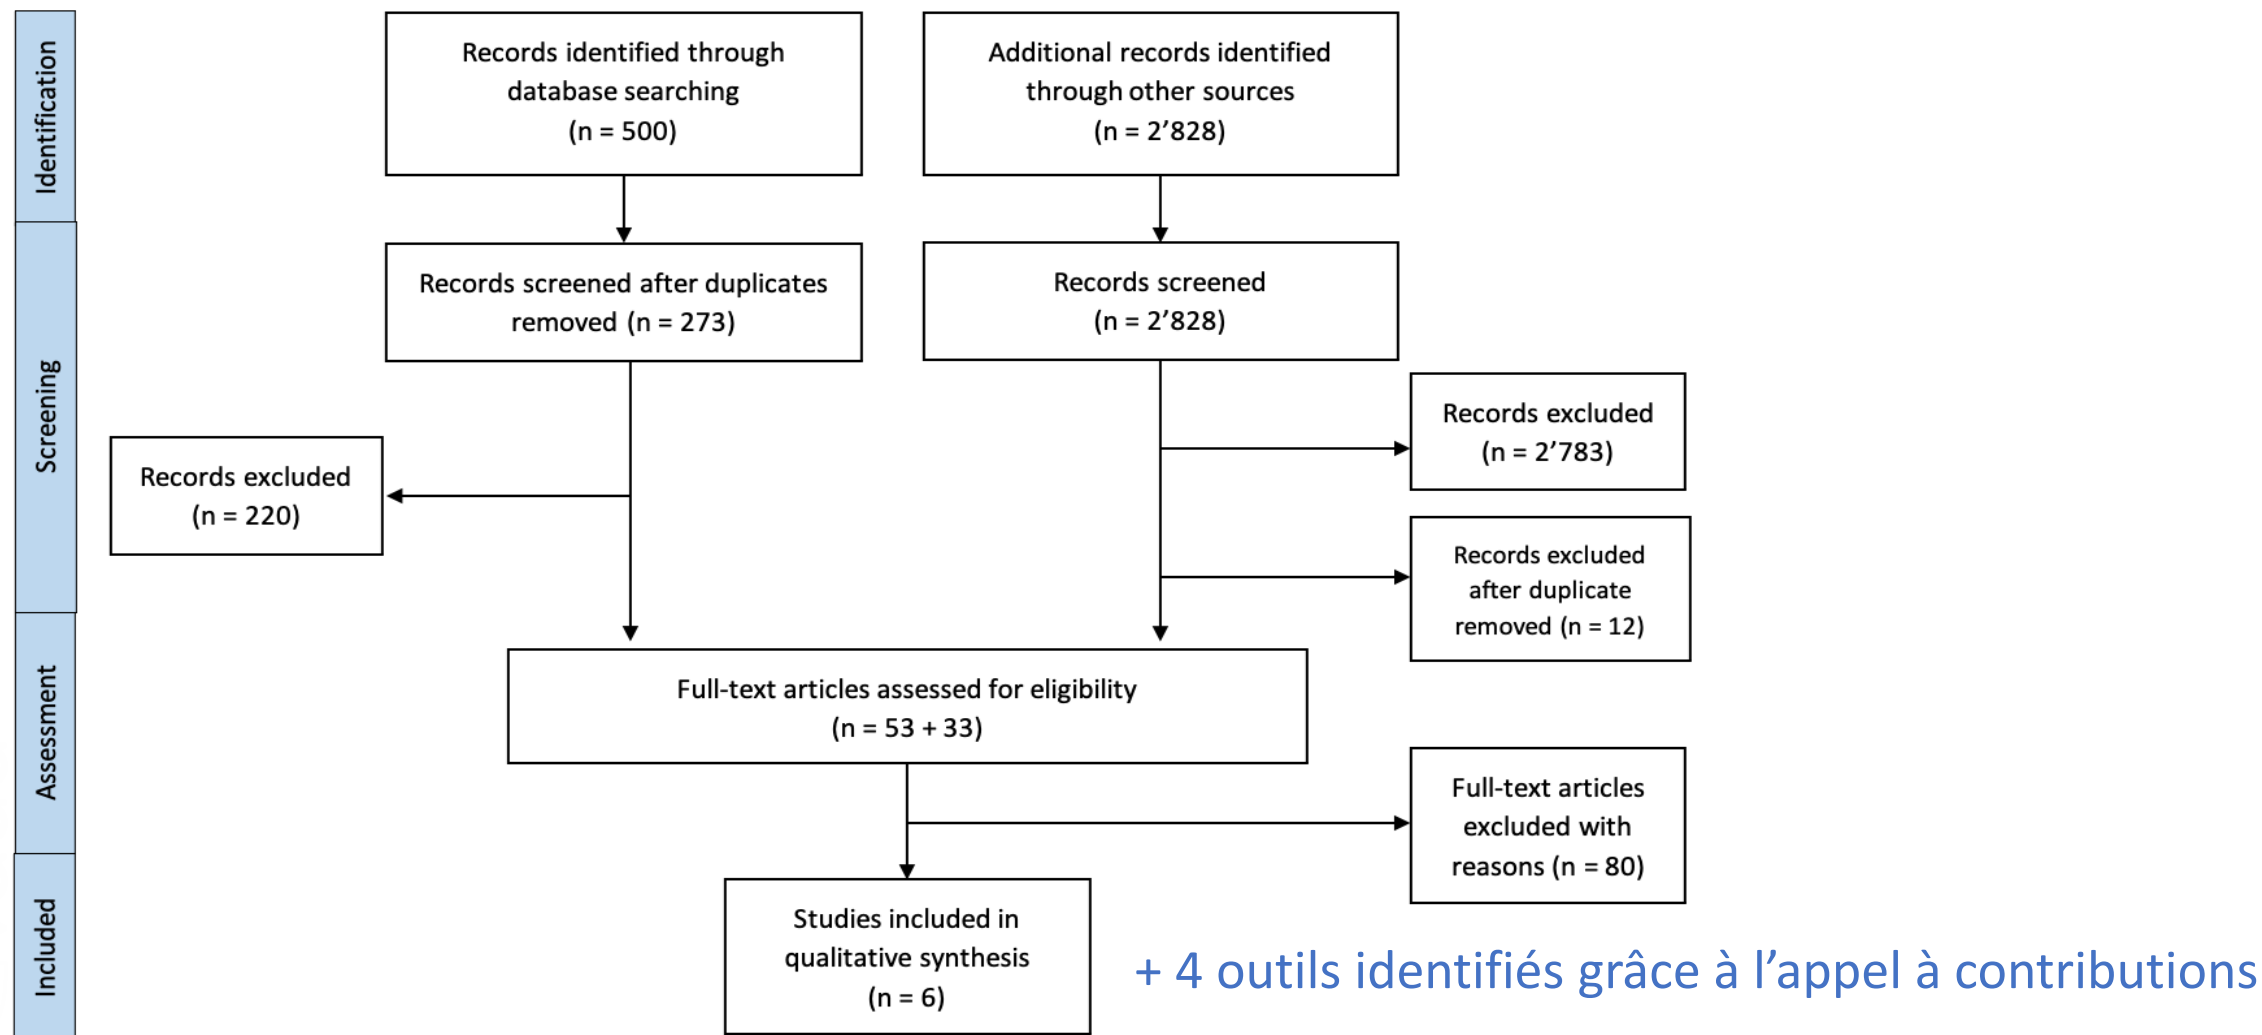 Identification
Records identified through
database searching
(n = 500)
Additional records identified
through other sources
(n = 2’828)
Screening
Records screened after duplicates
removed (n = 273)
Records screened
(n = 2’828)
Records excluded
(n = 2’783)
Records excluded
(n = 220)
Records excluded
after duplicate
removed (n = 12)
Assessment
Full-text articles assessed for eligibility
(n = 53 + 33)
Full-text articles
excluded with
reasons (n = 80)
Included
Studies included in
qualitative synthesis
(n = 6)
+ 4 outils identifiés grâce à l’appel à contributions